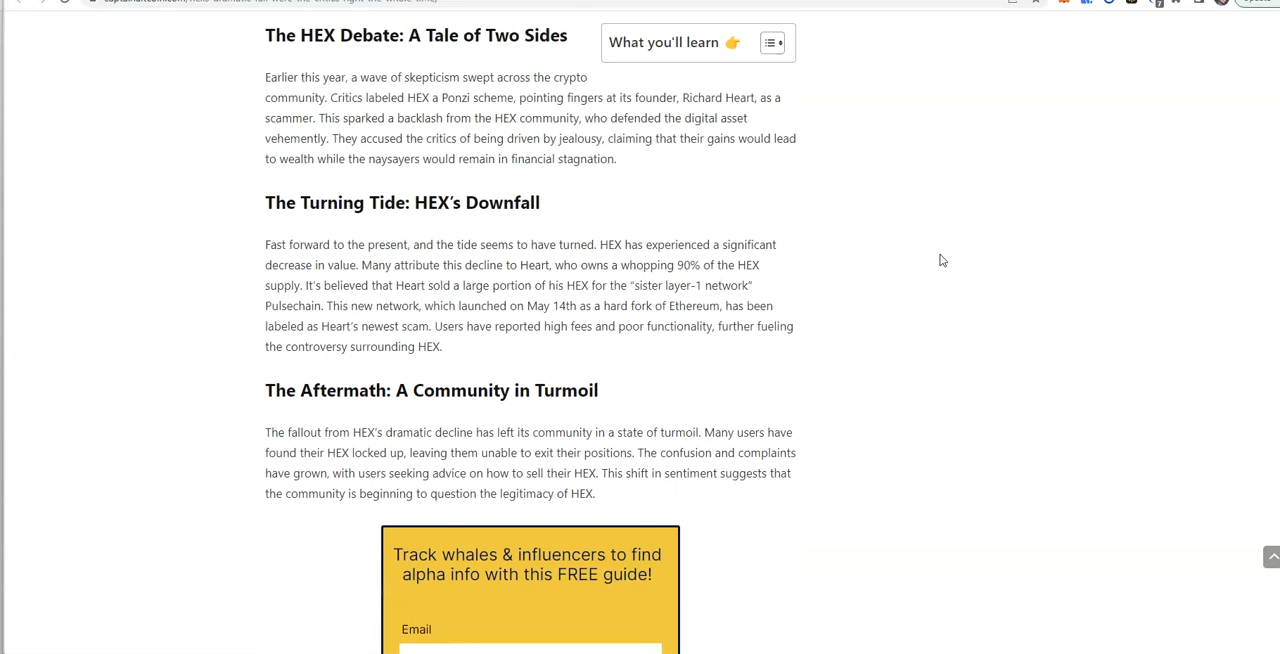 The HEX Debate: A Tale of Two Sides
What you'll learn 👉
Earlier this year, a wave of skepticism swept across the crypto
community. Critics labeled HEX a Ponzi scheme, pointing fingers at its founder, Richard Heart, as a
scammer. This sparked a backlash from the HEX community, who defended the digital asset
vehemently. They accused the critics of being driven by jealousy, claiming that their gains would lead
to wealth while the naysayers would remain in financial stagnation.
The Turning Tide: HEX’s Downfall
Fast forward to the present, and the tide seems to have turned. HEX has experienced a significant
decrease in value. Many attribute this decline to Heart, who owns a whopping 90% of the HEX
supply. It’s believed that Heart sold a large portion of his HEX for the “sister layer-1 network”
Pulsechain. This new network, which launched on May 14th as a hard fork of Ethereum, has been
labeled as Heart’s newest scam. Users have reported high fees and poor functionality, further fueling
the controversy surrounding HEX.
The Aftermath: A Community in Turmoil
The fallout from HEX’s dramatic decline has left its community in a state of turmoil. Many users have
found their HEX locked up, leaving them unable to exit their positions. The confusion and complaints
have grown, with users seeking advice on how to sell their HEX. This shift in sentiment suggests that
the community is beginning to question the legitimacy of HEX.
Track whales & influencers to find
alpha info with this FREE guide!
Email